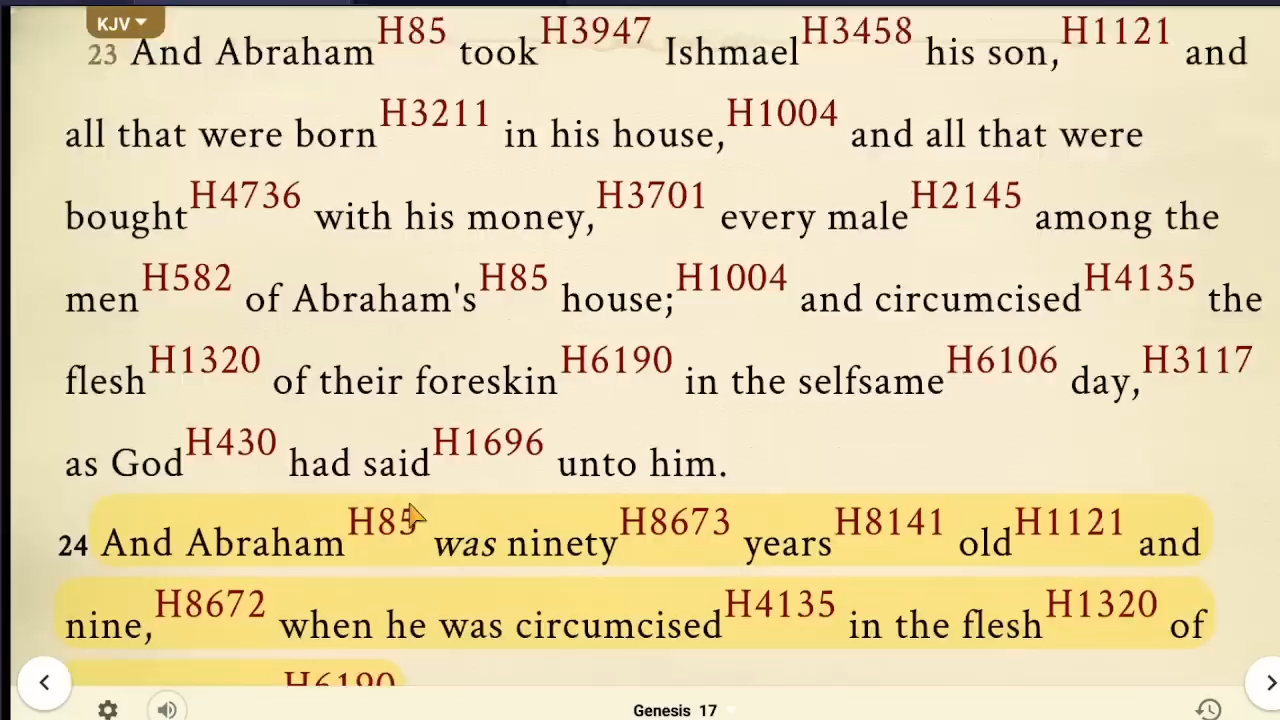 KJV
23 And Abraham H85 took H3947 Ishmael H3458 his son, H1121 and
all that were born H3211 in his house, H1004 and all that were
bought H4736 with his money, H3701 every male H2145 among the
men H582 of Abraham's H85 house; H1004 and circumcised H4135 the
flesh H1320 of their foreskin H6190 in the selfsame H6106 day, H3117
as God H430 had said H1696 unto him.
24 And Abraham H85 was ninety H8673 years H8141 old H1121 and
nine, H8672 when he was circumcised H4135 in the flesh H1320 of
H6190
Genesis 17